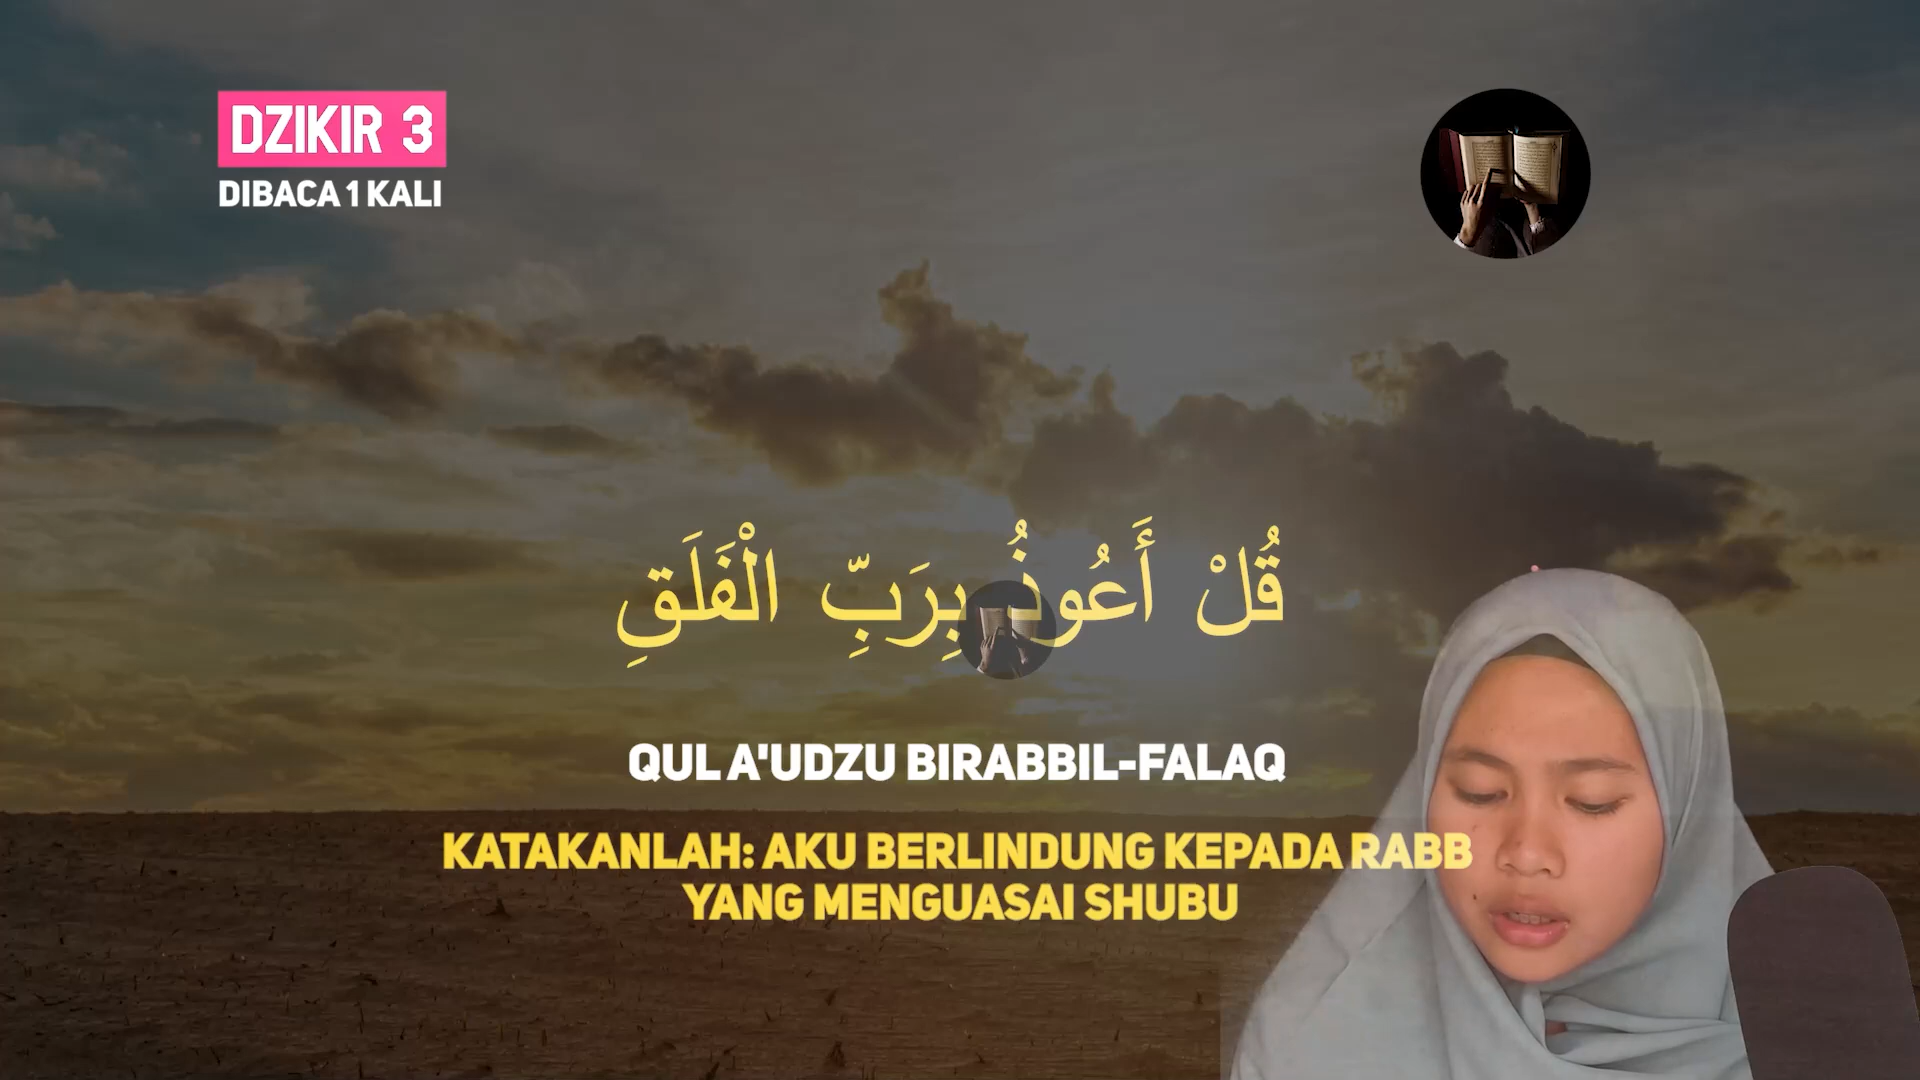 DZIKIR 3
DIBACA 1 KALI
قُلْ أَعُوذُ بِرَبِّ الْفَلَقِ
QUL A'UDZU BIRABBIL-FALAQ
KATAKANLAH: AKU BERLINDUNG KEPADA RABB
YANG MENGUASAI SHUBU